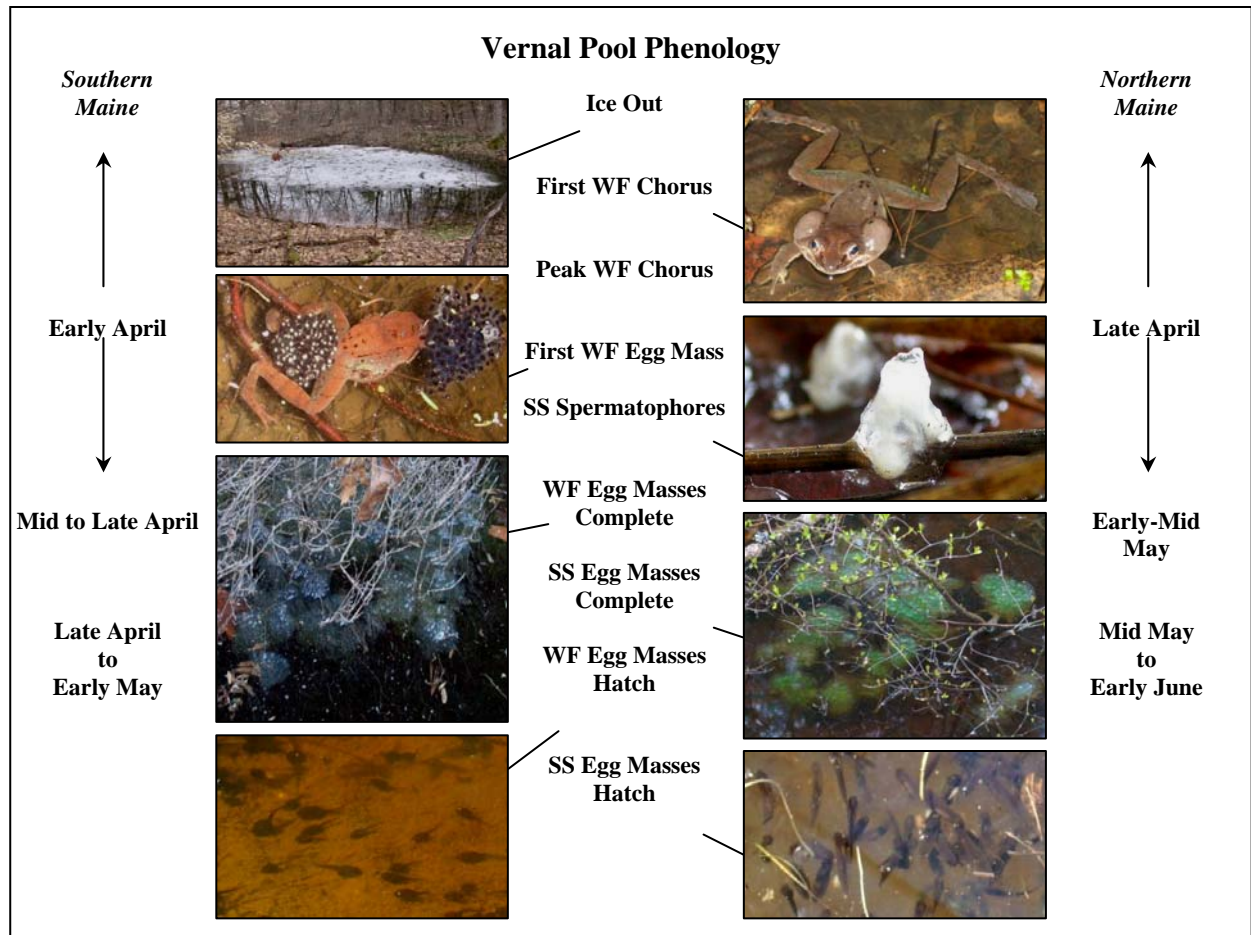 Vernal Pool Phenology
Southern
Maine
Early April
Mid to Late April
Late April
to
Early May
Ice Out
First WF Chorus
Peak WF Chorus
First WF Egg Mass
SS Spermatophores
WF Egg Masses
Complete
SS Egg Masses
Complete
WF Egg Masses
Hatch
SS Egg Masses
Hatch
Northern
Maine
Late April
Early-Mid
May
Mid May
to
Early June